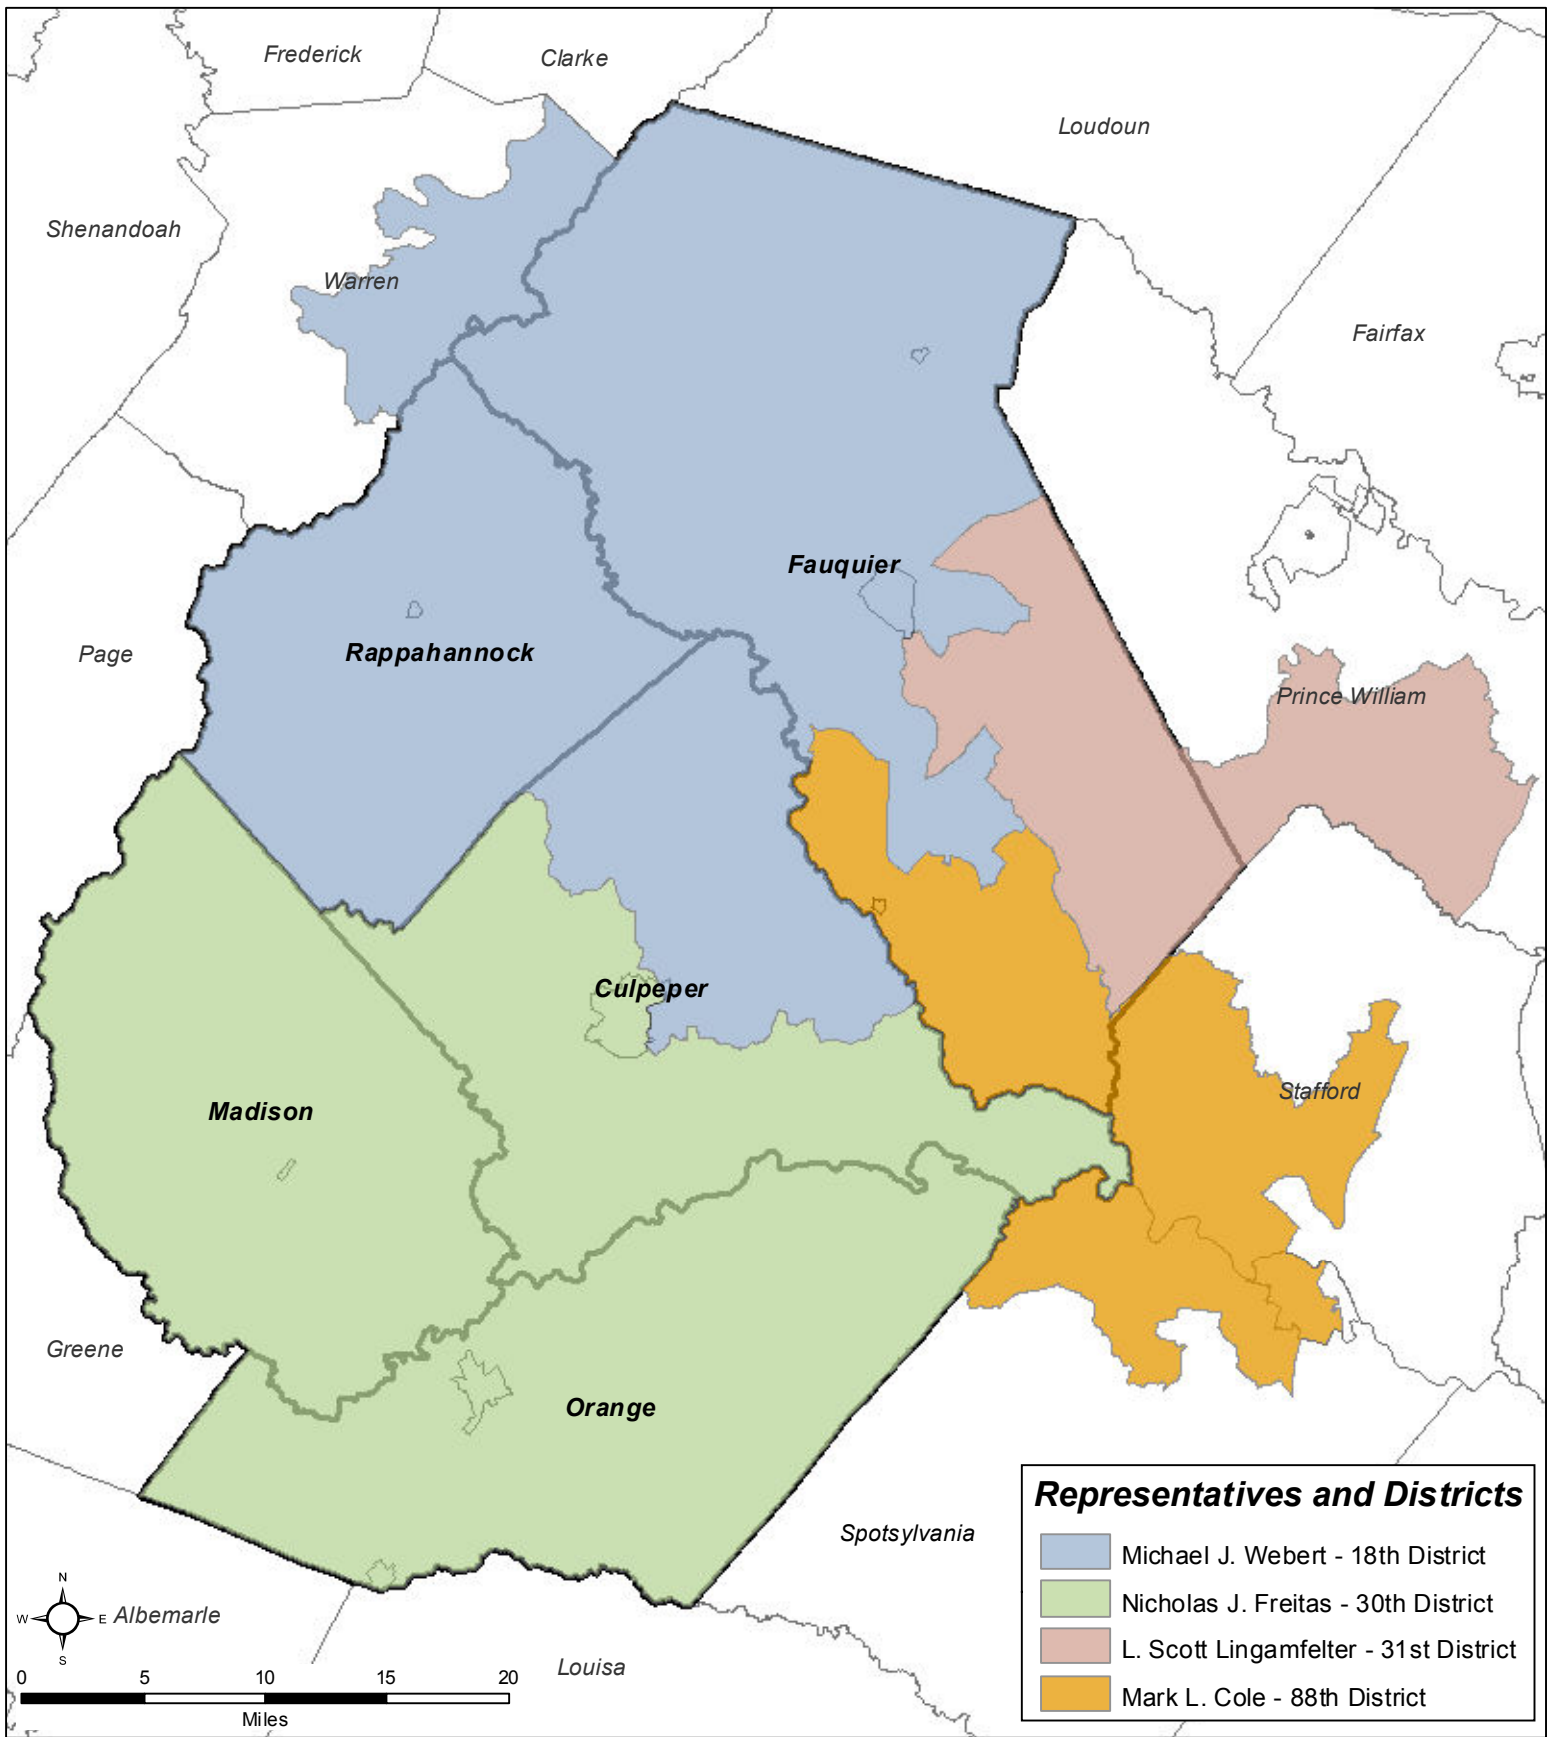 Frederick
Clarke
Loudoun
Shenandoah
Warren
Fairfax
Fauquier
Page
Rappahannock
Prince William
Culpeper
Madison
Stafford
Greene
Orange
Spotsylvania
Albemarle
Louisa
N
W
E
S
0 5 10 15 20
Miles
Representatives and Districts
Michael J. Webert - 18th District
Nicholas J. Freitas - 30th District
L. Scott Lingamfelter - 31st District
Mark L. Cole - 88th District